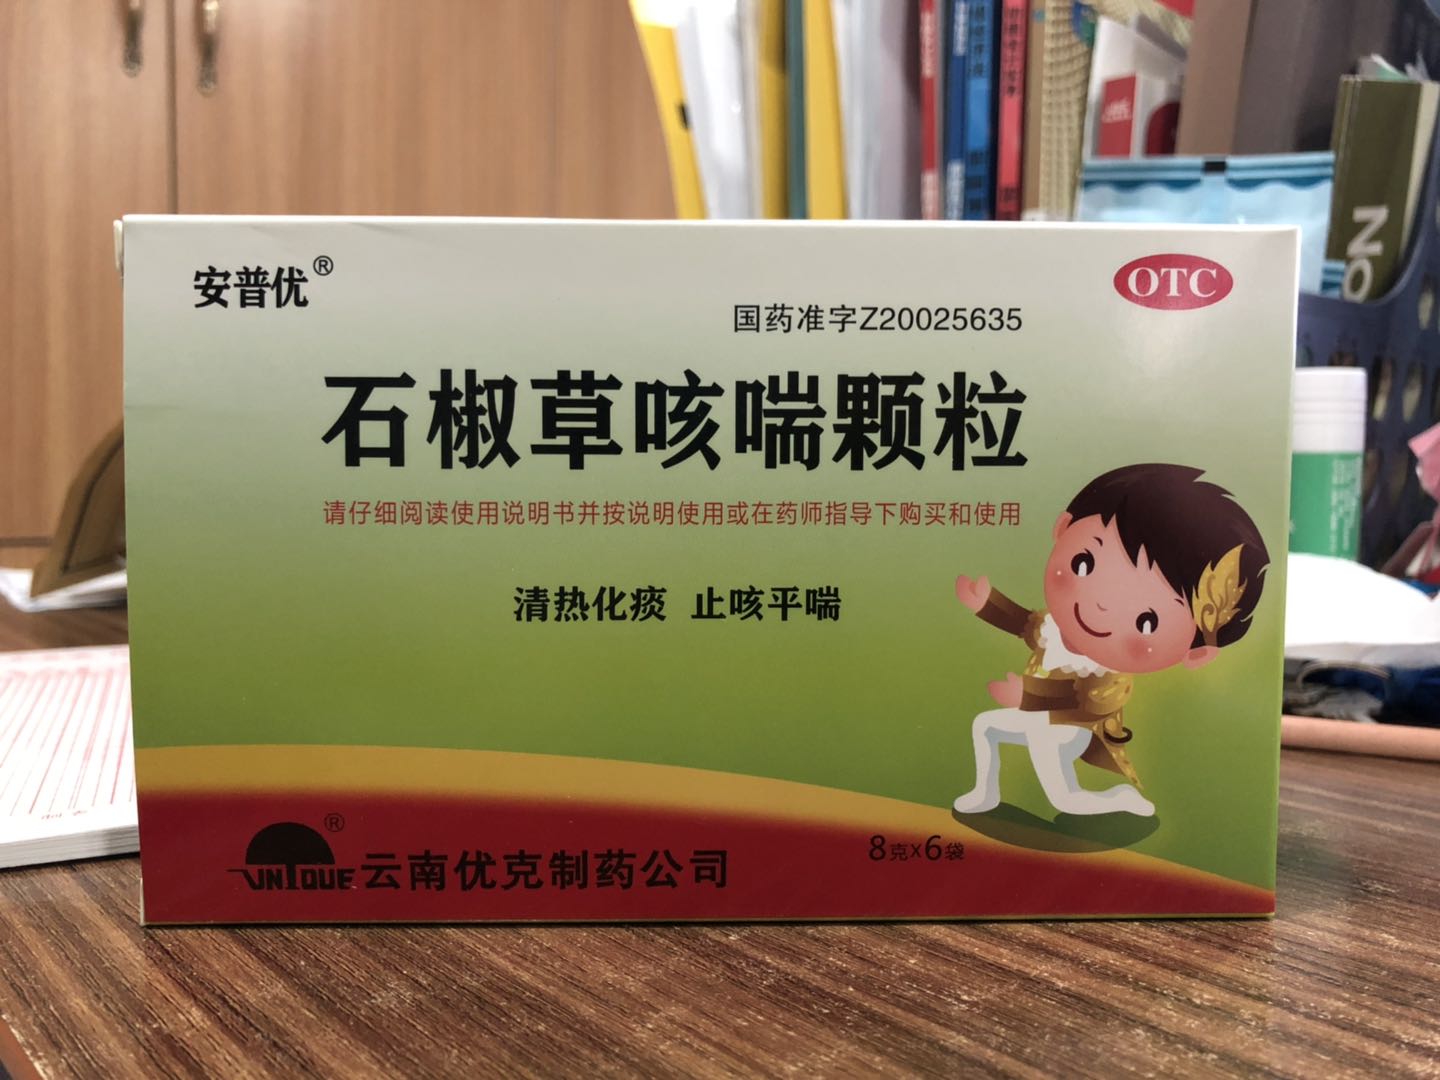 安普优®
OTC
国药准字Z20025635
石椒草咳喘颗粒
请仔细阅读使用说明书并按说明使用或在药师指导下购买和使用
清热化痰 止咳平喘
8克×6袋
®
UNIQUE 云南优克制药公司
NO